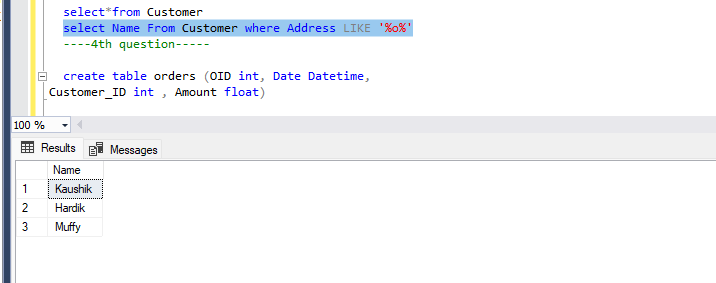 select*from Customer
select Name From Customer where Address LIKE '%o%'
----4th question-----
create table orders (OID int, Date Datetime,
Customer_ID int , Amount float)
100 %
Results Messages
Name
1 Kaushik
2 Hardik
3 Muffy